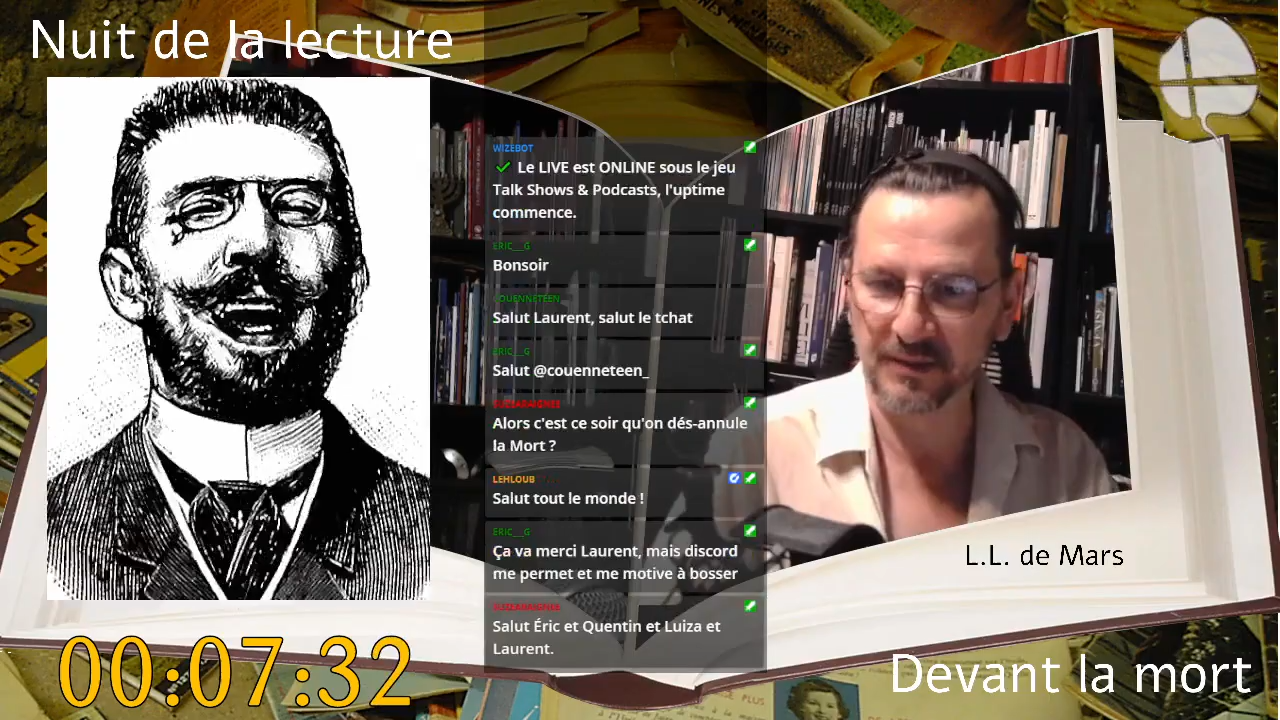 Nuit de la lecture
WIZEBOT
Le LIVE est ONLINE sous le jeu
Talk Shows & Podcasts, l'uptime
commence.
ERIC__G
Bonsoir
COUENNETEEN_
Salut Laurent, salut le tchat
ERIC__G
Salut @couenneteen_
Alors c'est ce soir qu'on dés-annule
la Mort ?
LEHLOUB
Salut tout le monde !
ERIC__G
Ça va merci Laurent, mais discord
me permet et me motive à bosser
Salut Éric et Quentin et Luiza et
Laurent.
L.L. de Mars
00:07:32
Devant la mort